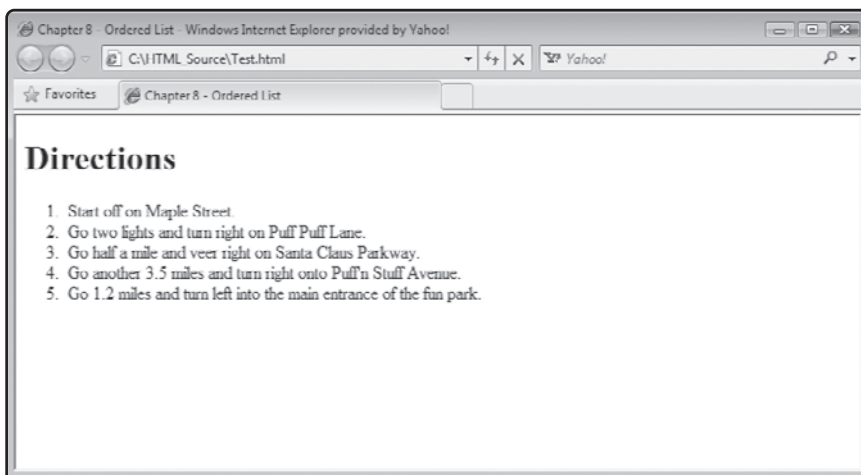 Chapter 8 - Ordered List - Windows Internet Explorer provided by Yahoo!
C:\HTML_Source\Test.html
Yahoo!
Favorites
Chapter 8 - Ordered List
Directions
1. Start off on Maple Street.
2. Go two lights and turn right on Puff Puff Lane.
3. Go half a mile and veer right on Santa Claus Parkway.
4. Go another 3.5 miles and turn right onto Puff n Stuff Avenue.
5. Go 1.2 miles and turn left into the main entrance of the fun park.